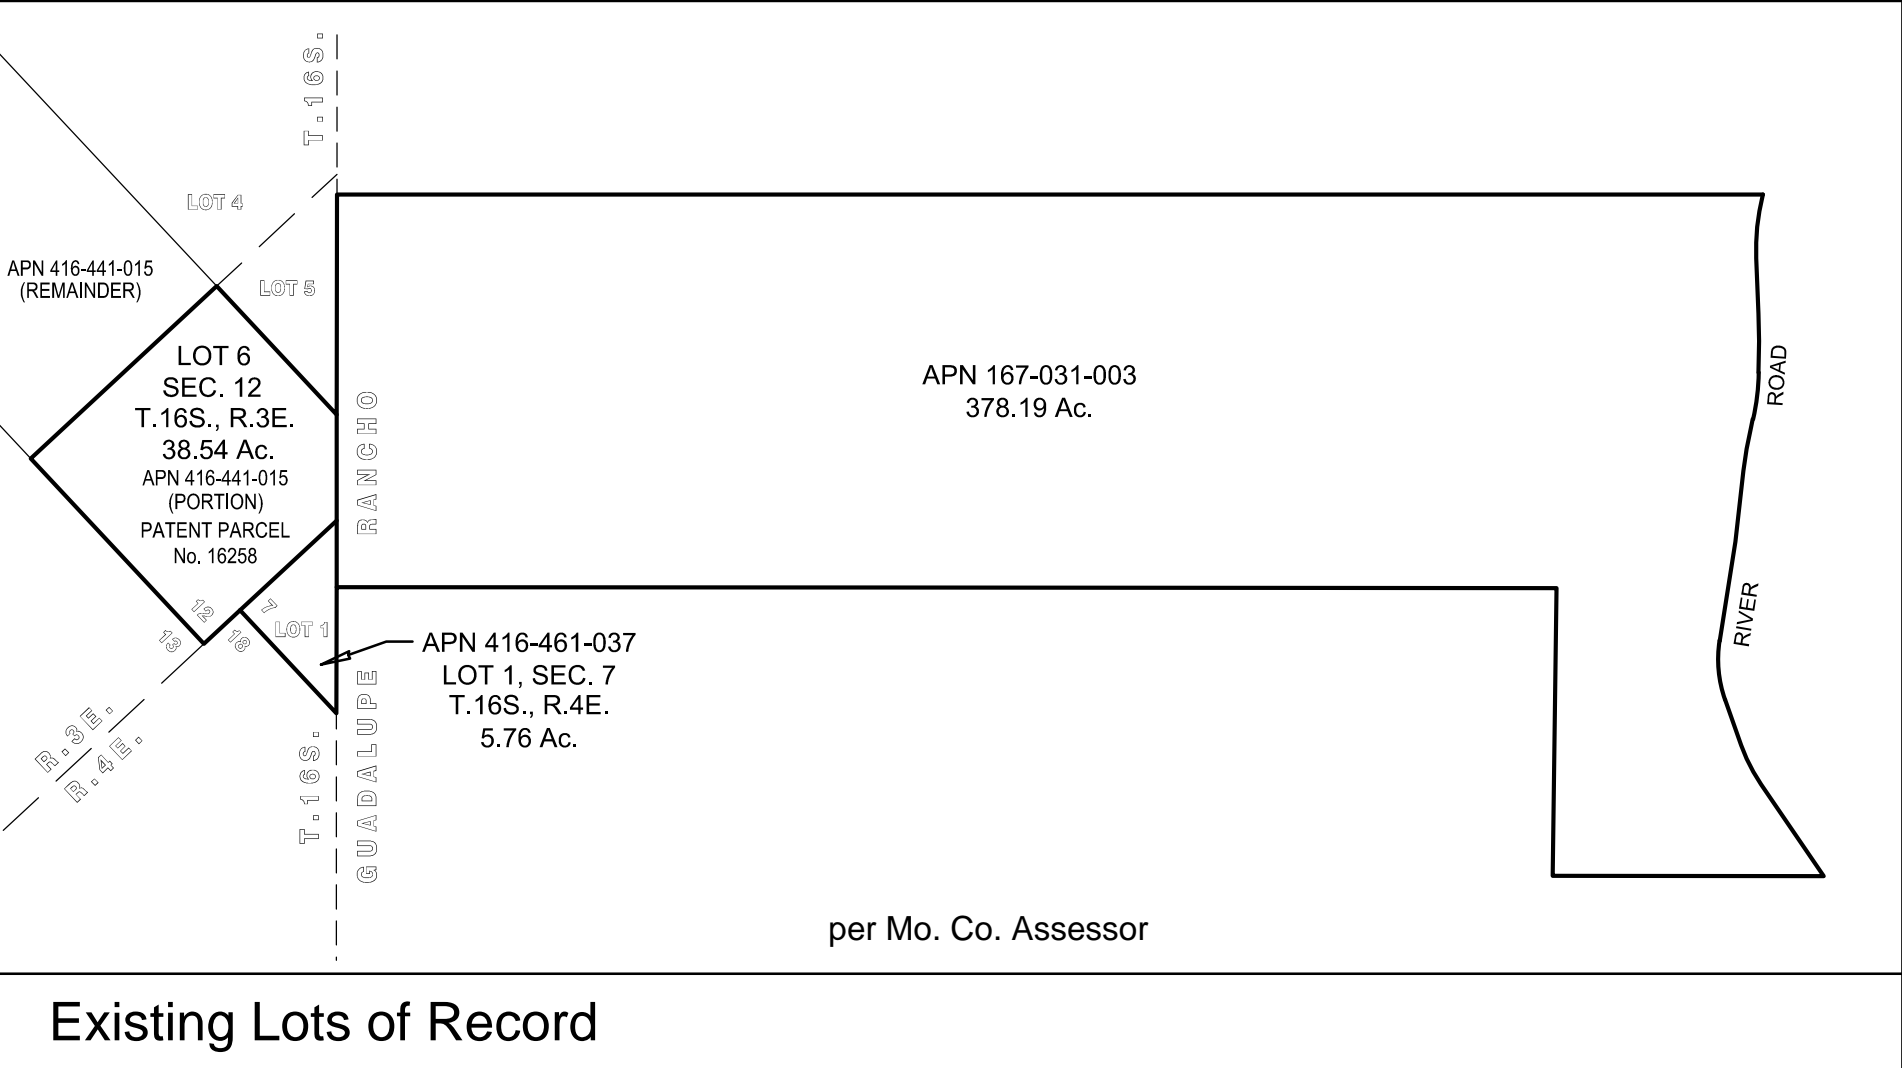 T.16S.
LOT 4
APN 416-441-015
(REMAINDER)
LOT 5
LOT 6
SEC. 12
T.16S., R.3E.
38.54 Ac.
APN 416-441-015
(PORTION)
PATENT PARCEL
No. 16258
RANCHO
APN 167-031-003
378.19 Ac.
ROAD
RIVER
12
7
13
18
LOT 1
APN 416-461-037
LOT 1, SEC. 7
T.16S., R.4E.
5.76 Ac.
R.3E.
R.4E.
T.16S.
GUADALUPE
per Mo. Co. Assessor
Existing Lots of Record